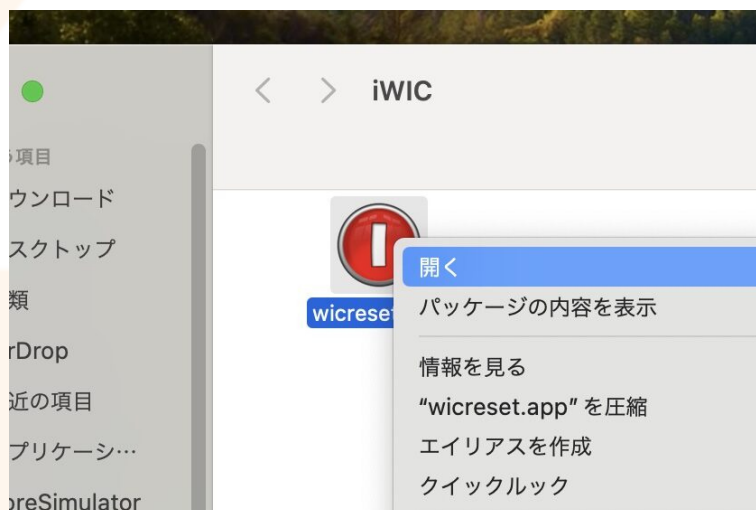 iWIC
項目
ウンロード
スクトップ
類
rDrop
近の項目
プリケーシ…
oreSimulator
wicrese
開く
パッケージの内容を表示
情報を見る
“wicreset.app” を圧縮
エイリアスを作成
クイックルック